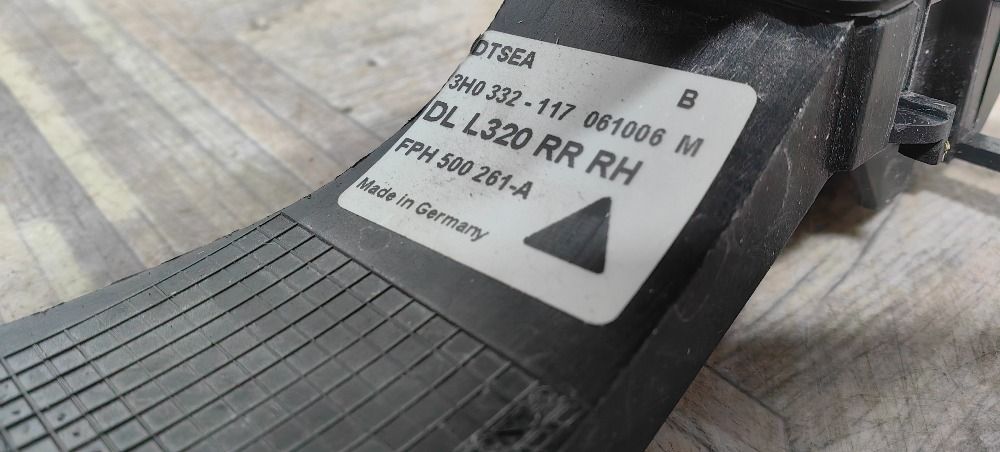 DTSEA
B
3H0 332 - 117 061006 M
DL L320 RR RH
FPH 500 261-A
Made in Germany